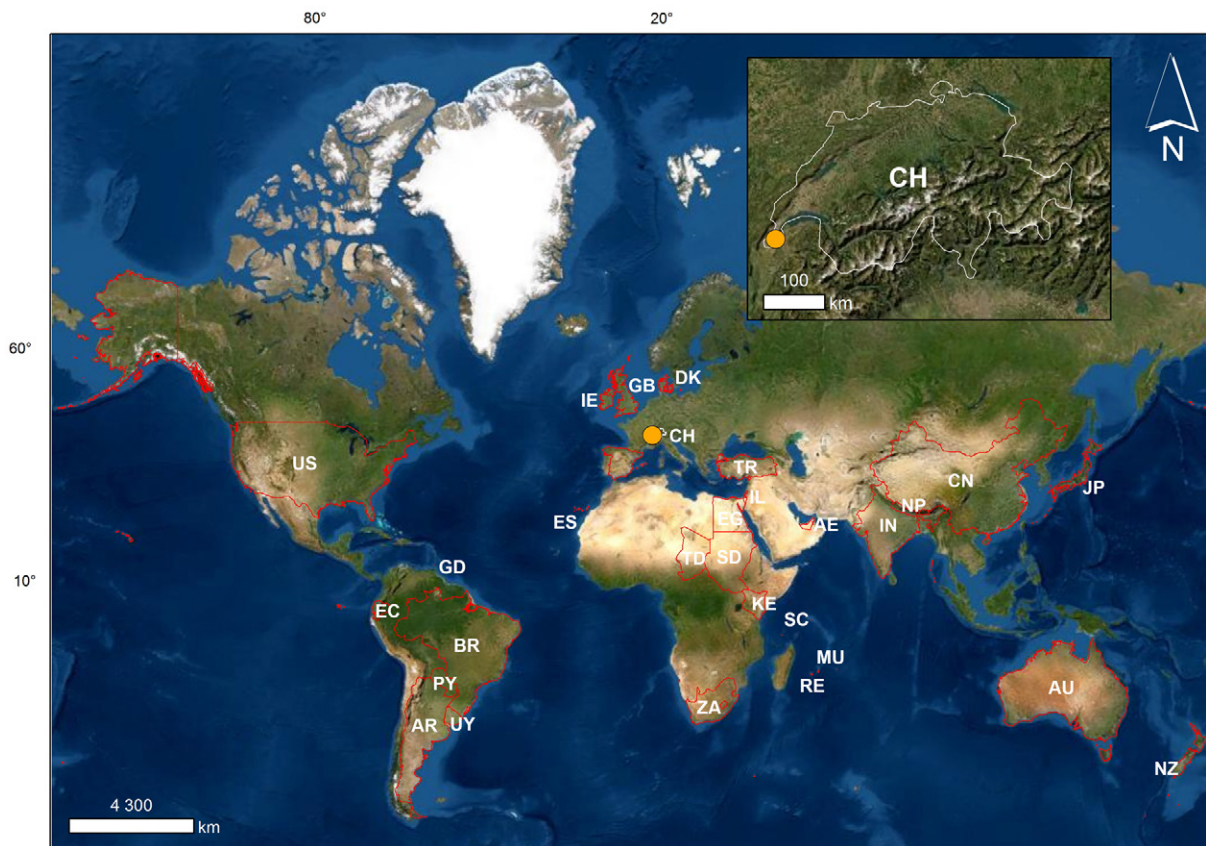 80°
20°
CH
N
100
km
60°
GB
DK
IE
CH
US
TR
CN
IL
JP
NP
ES
EG
AE
IN
TD
SD
GD
10°
EC
KE
SC
BR
MU
PY
RE
AU
ZA
AR
UY
NZ
4 300
km